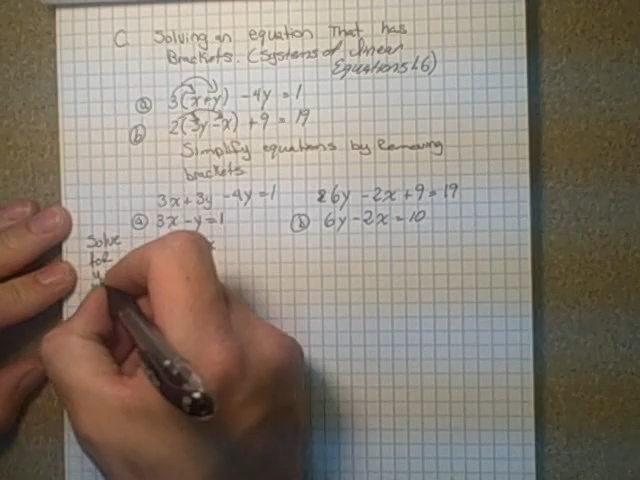 C. Solving an equation That has
Brackets. (Systems of linear
Equations L6)
ⓐ 3(x+y) -4y = 1
ⓑ 2(3y-x) + 9 = 19
Simplify equations by Removing
brackets
3x+3y-4y=1 6y-2x+9=19
ⓐ 3x-y=1 ⓑ 6y-2x=10
Solve
for
y